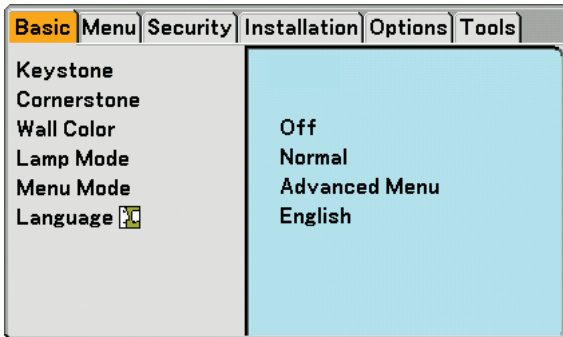 Basic Menu Security Installation Options Tools
Keystone
Cornerstone
Wall Color Off
Lamp Mode Normal
Menu Mode Advanced Menu
Language English